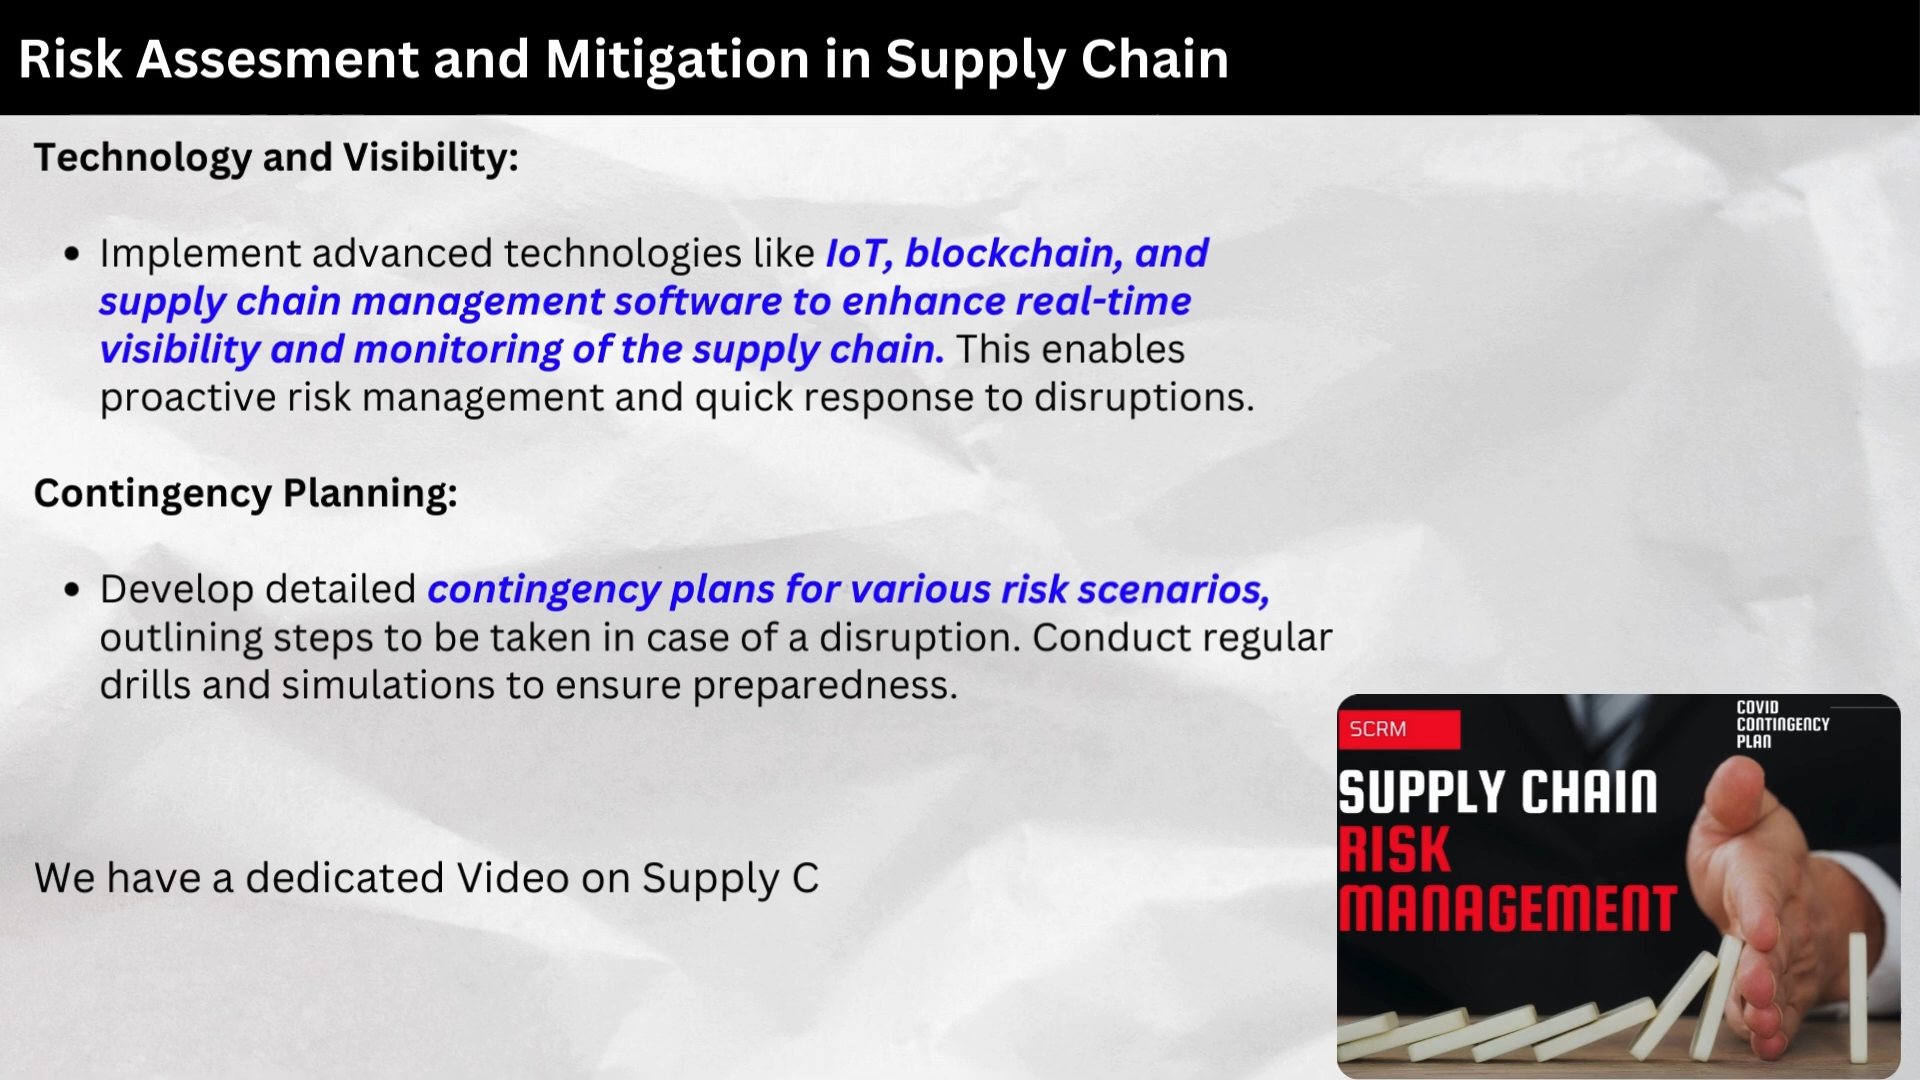 Risk Assesment and Mitigation in Supply Chain
Technology and Visibility:
• Implement advanced technologies like IoT, blockchain, and
supply chain management software to enhance real-time
visibility and monitoring of the supply chain. This enables
proactive risk management and quick response to disruptions.
Contingency Planning:
• Develop detailed contingency plans for various risk scenarios,
outlining steps to be taken in case of a disruption. Conduct regular
drills and simulations to ensure preparedness.
We have a dedicated Video on Supply C
SCRM
COVID
CONTINGENCY
PLAN
SUPPLY CHAIN
RISK
MANAGEMENT